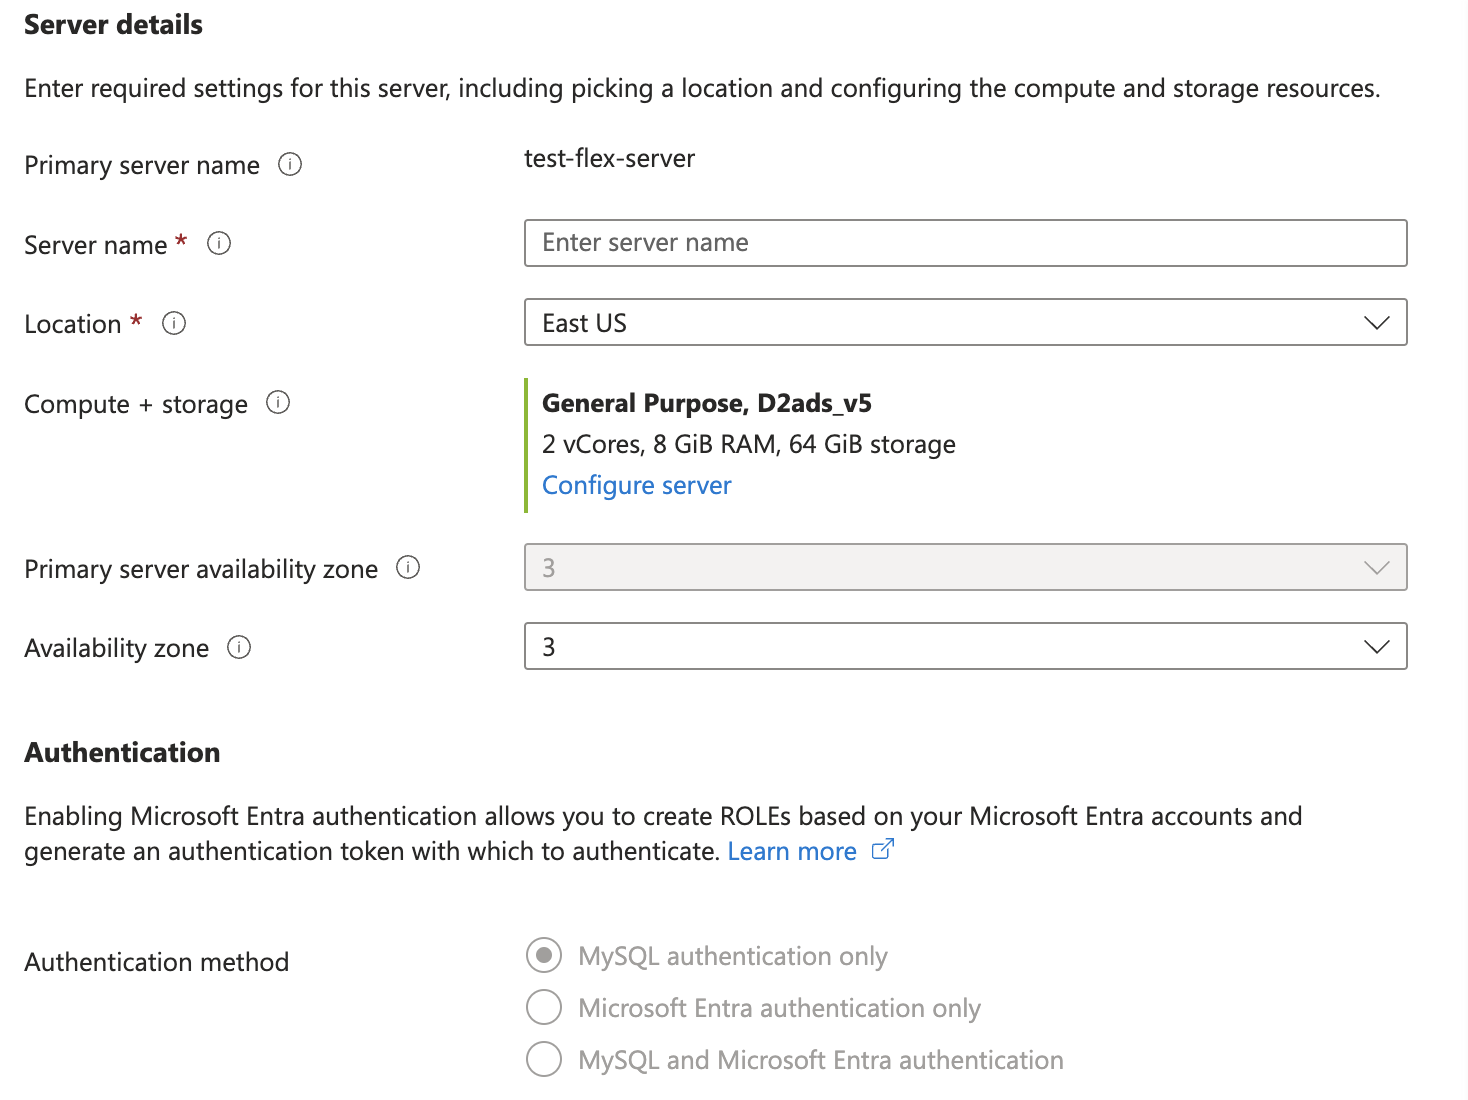 Server details
Enter required settings for this server, including picking a location and configuring the compute and storage resources.
Primary server name test-flex-server
Server name * Enter server name
Location * East US
Compute + storage General Purpose, D2ads_v5
2 vCores, 8 GiB RAM, 64 GiB storage
Configure server
Primary server availability zone 3
Availability zone 3
Authentication
Enabling Microsoft Entra authentication allows you to create ROLEs based on your Microsoft Entra accounts and
generate an authentication token with which to authenticate. Learn more
Authentication method MySQL authentication only
Microsoft Entra authentication only
MySQL and Microsoft Entra authentication